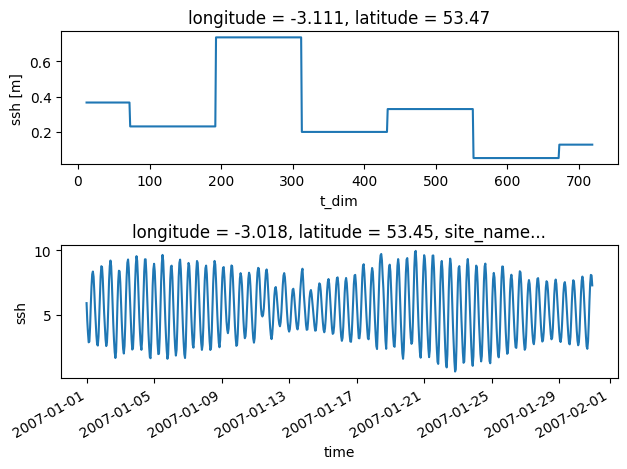 longitude = -3.111, latitude = 53.47
ssh [m]
0.6
0.4
0.2
0 100 200 300 400 500 600 700
t_dim
longitude = -3.018, latitude = 53.45, site_name...
ssh
10
5
2007-01-01 2007-01-05 2007-01-09 2007-01-13 2007-01-17 2007-01-21 2007-01-25 2007-01-29 2007-02-01
time